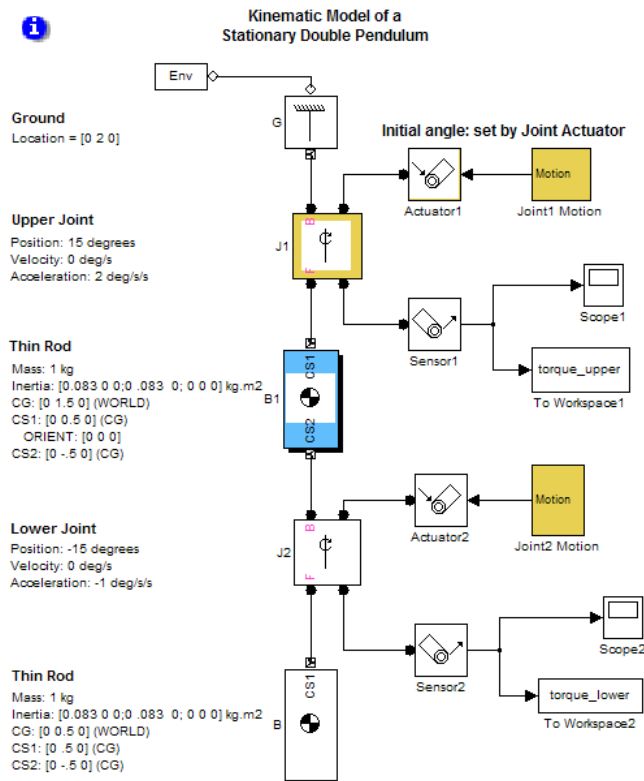 i
Kinematic Model of a
Stationary Double Pendulum
Env
Ground
Location = [0 2 0]
G
Initial angle: set by Joint Actuator
Actuator1
Motion
Joint1 Motion
Upper Joint
Position: 15 degrees
Velocity: 0 deg/s
Acceleration: 2 deg/s/s
J1
B
F
Sensor1
Scope1
torque_upper
To Workspace1
Thin Rod
Mass: 1 kg
Inertia: [0.083 0 0;0 .083  0; 0 0 0] kg.m2
CG: [0 1.5 0] (WORLD)
CS1: [0 0.5 0] (CG)
ORIENT: [0 0 0]
CS2: [0 -.5 0] (CG)
B1
CS1
CS2
Actuator2
Motion
Joint2 Motion
Lower Joint
Position: -15 degrees
Velocity: 0 deg/s
Acceleration: -1 deg/s/s
J2
B
F
Sensor2
Scope2
torque_lower
To Workspace2
Thin Rod
Mass: 1 kg
Inertia: [0.083 0 0;0 .083  0; 0 0 0] kg.m2
CG: [0 0.5 0] (WORLD)
CS1: [0 .5 0] (CG)
CS2: [0 -.5 0] (CG)
B
CS1